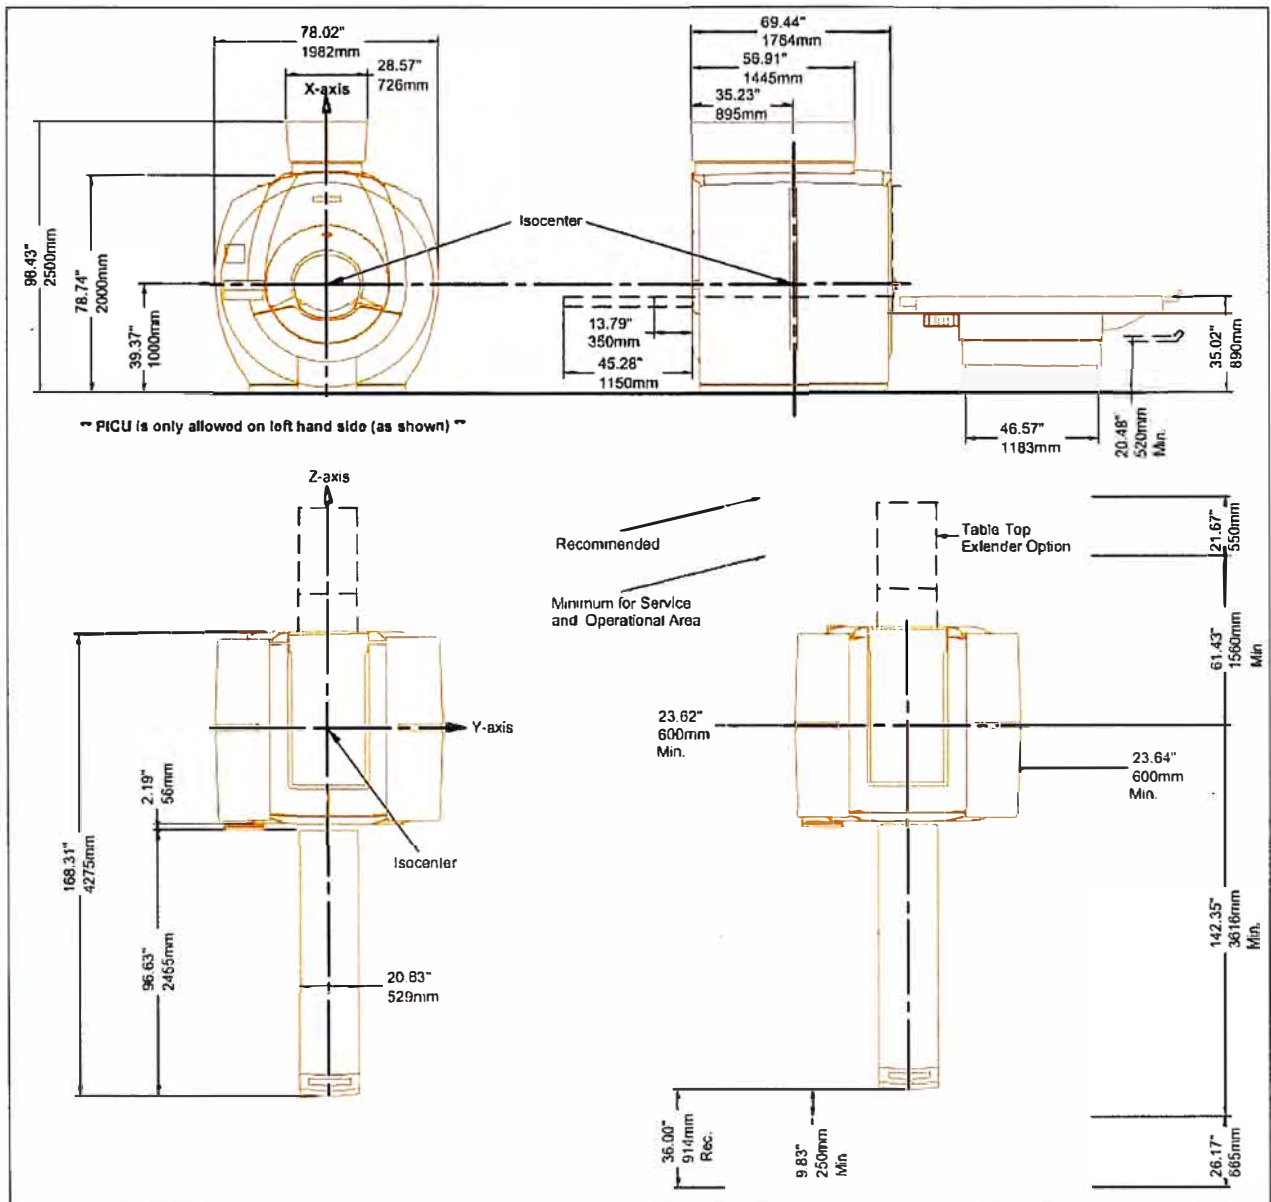 78.02"
1982mm
28.57"
726mm
X-axis
69.44"
1764mm
56.91"
1445mm
35.23"
895mm
98.43"
2500mm
78.74"
2000mm
39.37"
1000mm
Isocenter
13.79"
350mm
45.28"
1150mm
35.02"
890mm
46.57"
1183mm
20.48"
520mm
Min.
** PICU is only allowed on left hand side (as shown) **
Z-axis
Recommended
Table Top
Extender Option
21.67"
550mm
Minimum for Service
and Operational Area
61.43"
1560mm
Min
Y-axis
23.62"
600mm
Min.
23.64"
600mm
Min.
2.19"
56mm
Isocenter
168.31"
4275mm
96.63"
2455mm
20.83"
529mm
142.35"
3616mm
Min.
36.00"
914mm
Rec.
9.83"
250mm
Min
26.17"
665mm